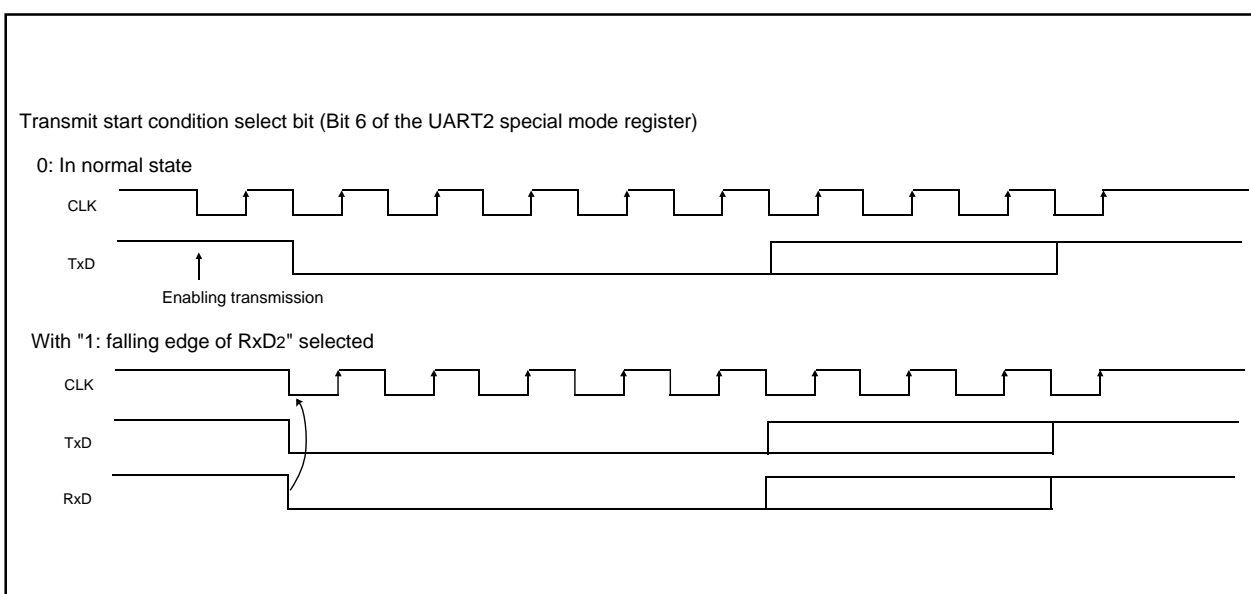 Transmit start condition select bit (Bit 6 of the UART2 special mode register)
0: In normal state
CLK
TxD
Enabling transmission
With "1: falling edge of RxD2" selected
CLK
TxD
RxD